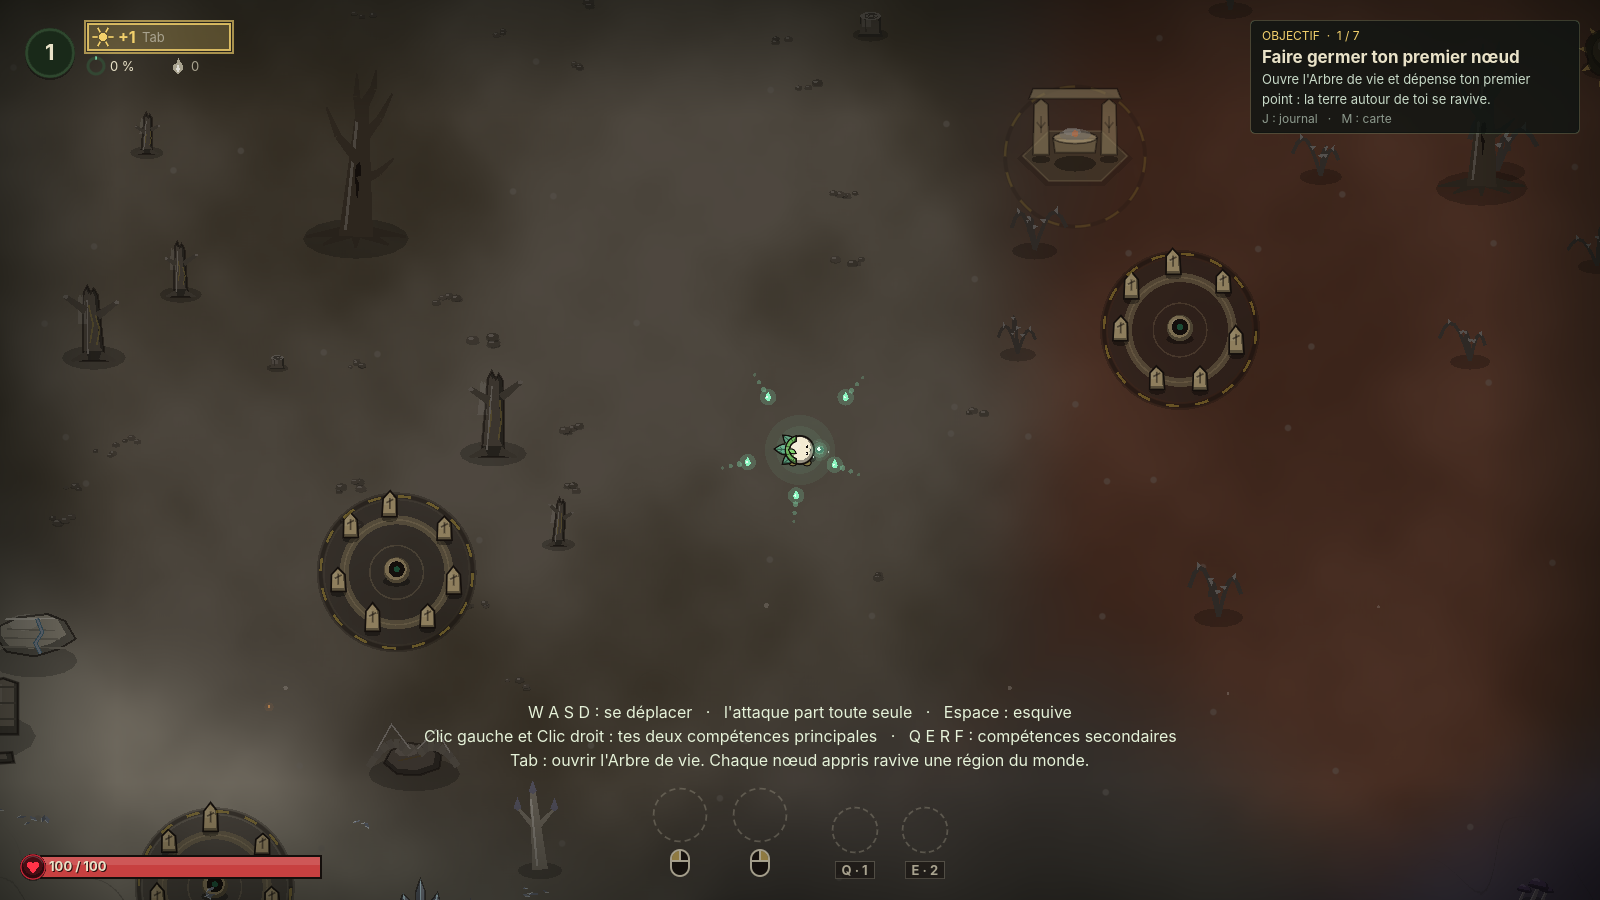 1
+1 Tab
0 %
0
OBJECTIF · 1 / 7
Faire germer ton premier nœud
Ouvre l'Arbre de vie et dépense ton premier
point : la terre autour de toi se ravive.
J : journal · M : carte
W A S D : se déplacer · l'attaque part toute seule · Espace : esquive
Clic gauche et Clic droit : tes deux compétences principales · Q E R F : compétences secondaires
Tab : ouvrir l'Arbre de vie. Chaque nœud appris ravive une région du monde.
100 / 100
Q · 1
E · 2